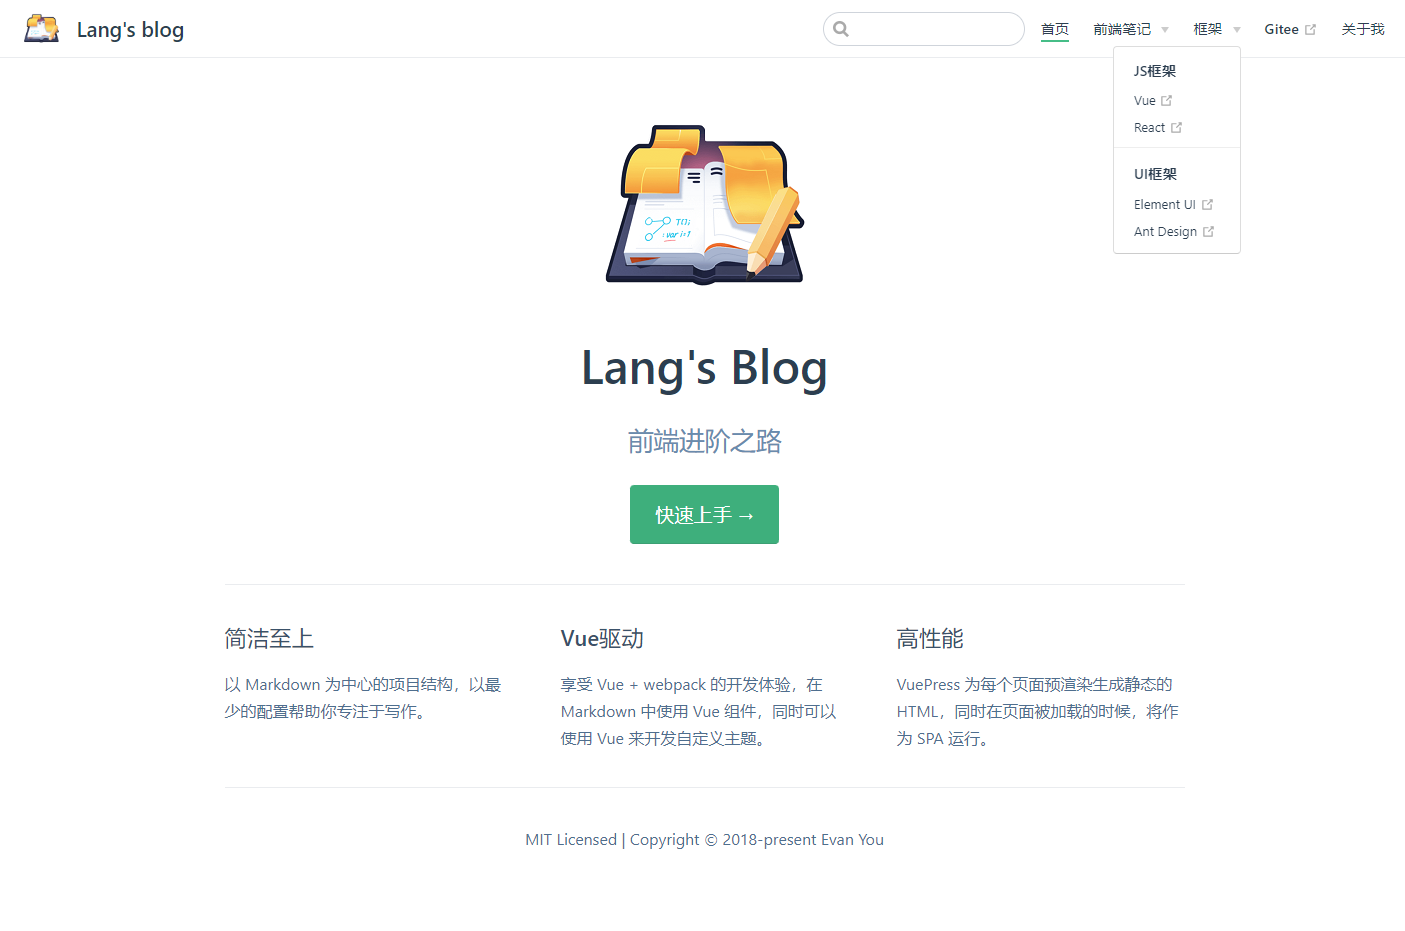 Lang's blog
首页 前端笔记 框架 Gitee 关于我
JS框架
Vue
React
UI框架
Element UI
Ant Design
var i=1
Lang's Blog
前端进阶之路
快速上手 →
简洁至上
以 Markdown 为中心的项目结构，以最
少的配置帮助你专注于写作。
Vue驱动
享受 Vue + webpack 的开发体验，在
Markdown 中使用 Vue 组件，同时可以
使用 Vue 来开发自定义主题。
高性能
VuePress 为每个页面预渲染生成静态的
HTML，同时在页面被加载的时候，将作
为 SPA 运行。
MIT Licensed | Copyright © 2018-present Evan You